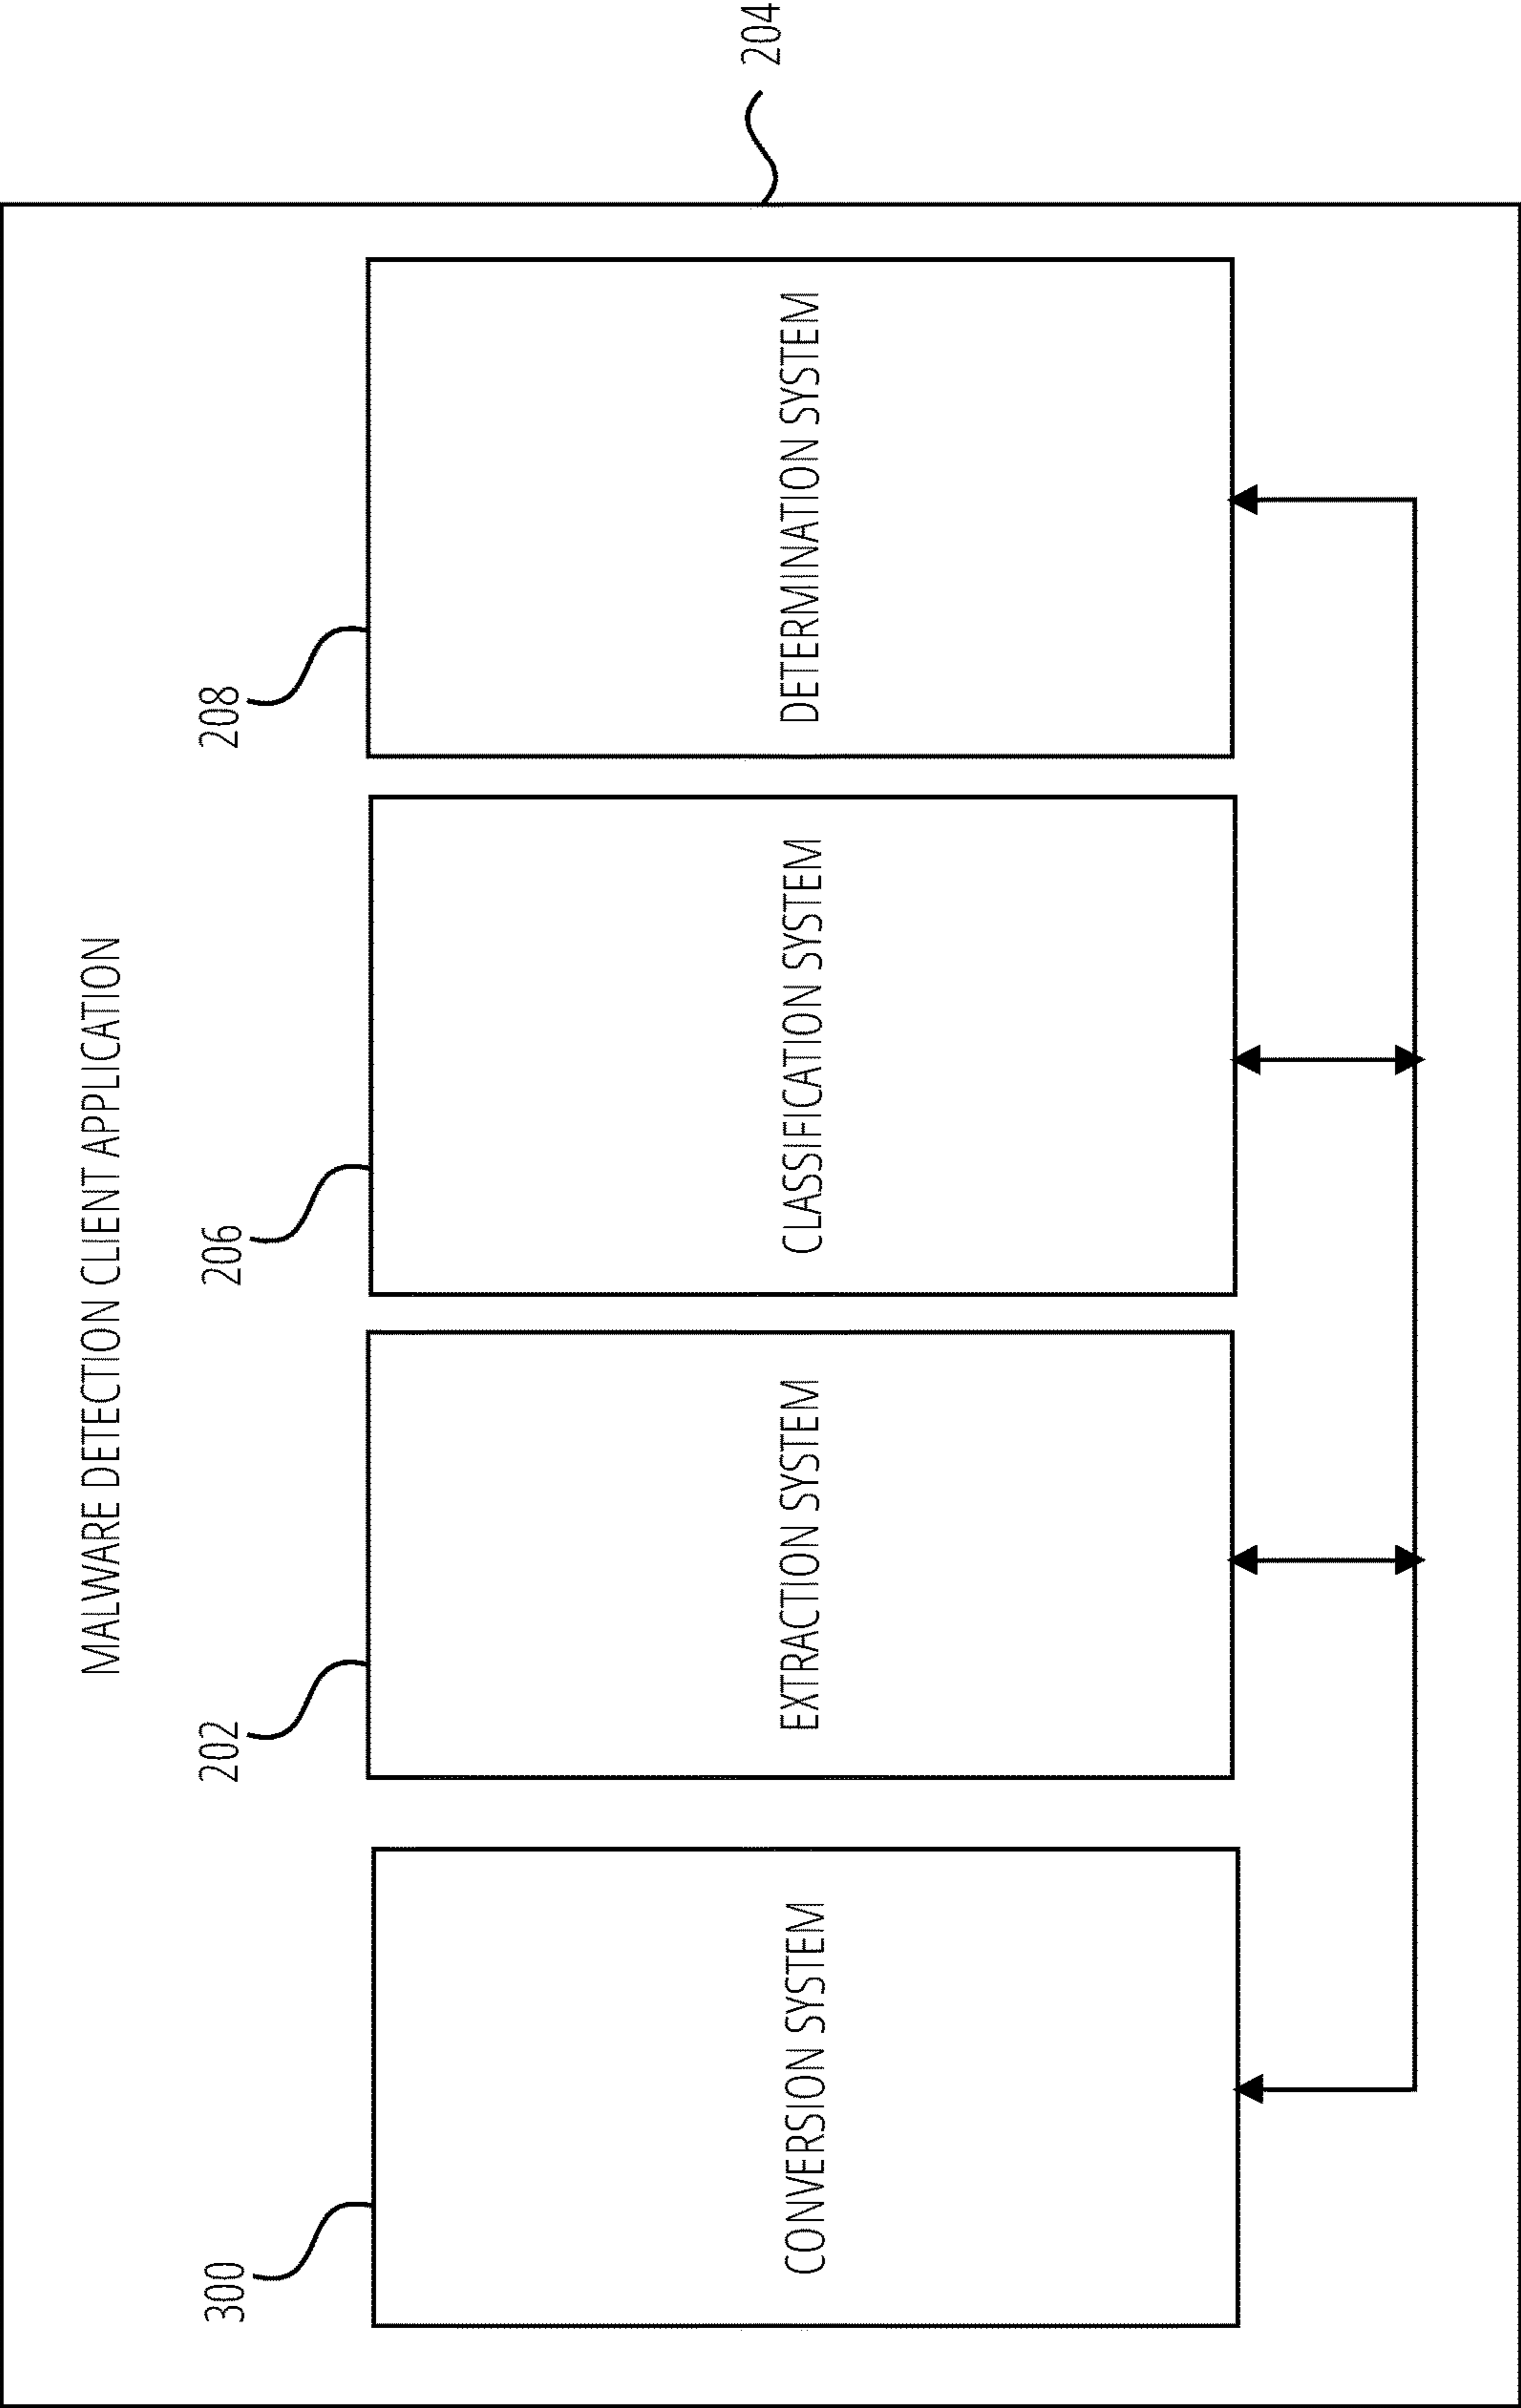 MALWARE DETECTION CLIENT APPLICATION
300
202
206
208
CONVERSION SYSTEM
EXTRACTION SYSTEM
CLASSIFICATION SYSTEM
DETERMINATION SYSTEM
204